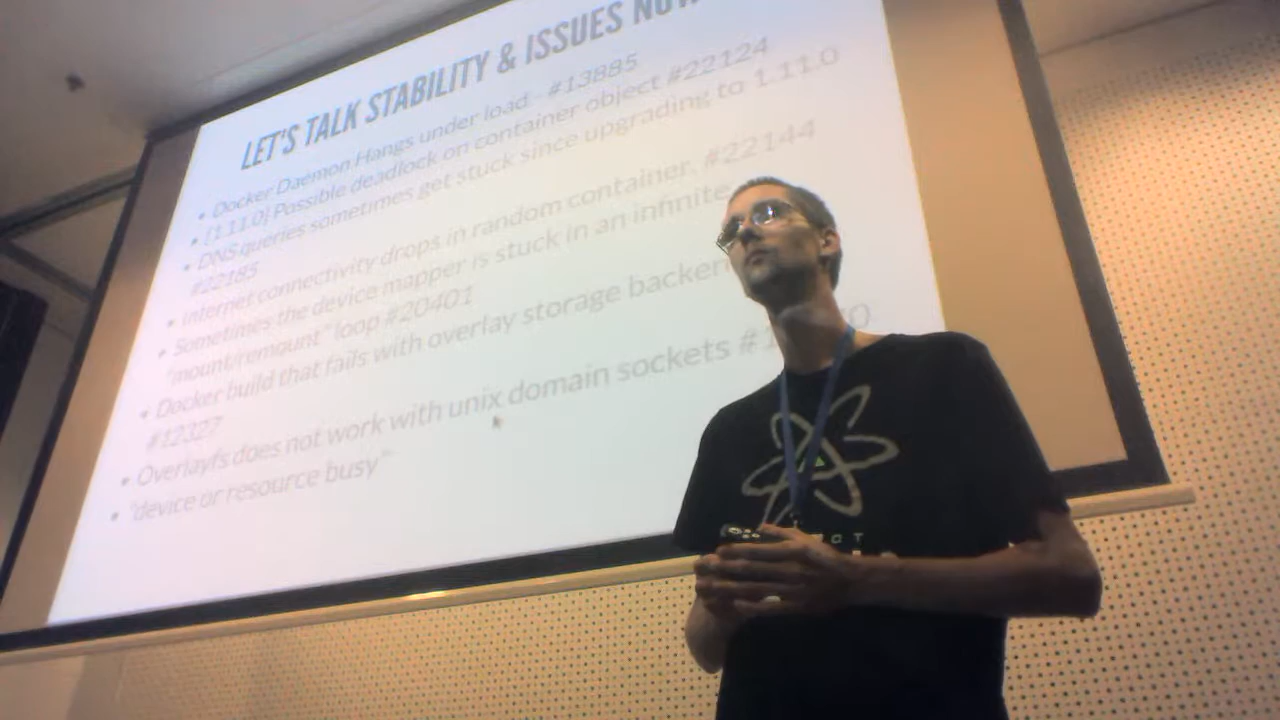 LET'S TALK STABILITY & ISSUES NOW
• Docker Daemon Hangs under load - #13885
• [1.11.0] Possible deadlock on container object #22124
• DNS queries sometimes get stuck since upgrading to 1.11.0
#22185
• Internet connectivity drops in random container. #22144
• Sometimes the device mapper is stuck in an infinite
"mount/remount" loop #20401
• Docker build that fails with overlay storage
#12327
• Overlayfs does not work with unix domain sockets
• "device or resource busy"